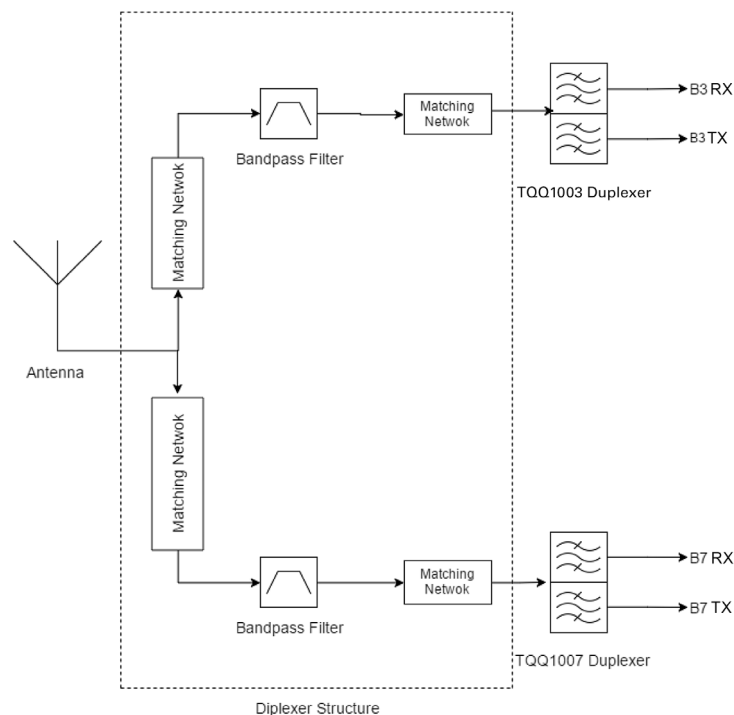 Matching
Netwok
B3 RX
B3 TX
Bandpass Filter
TQQ1003 Duplexer
Matching Netwok
Antenna
Matching Netwok
Matching
Netwok
B7 RX
B7 TX
Bandpass Filter
TQQ1007 Duplexer
Diplexer Structure